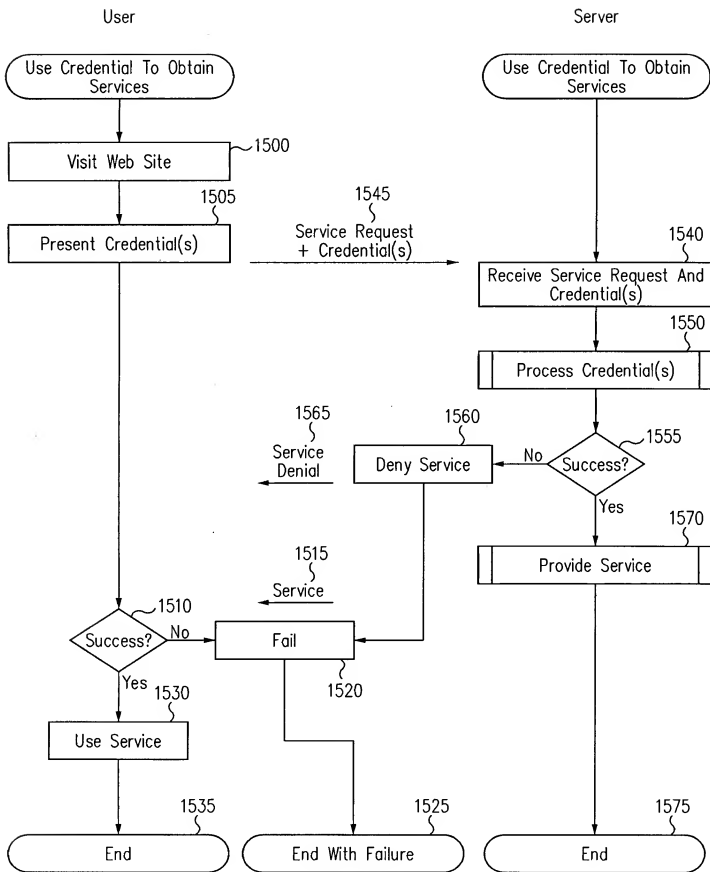 User
Server
Use Credential To Obtain
Services
Use Credential To Obtain
Services
1500
Visit Web Site
1505
Present Credential(s)
1545
Service Request
+ Credential(s)
1540
Receive Service Request And
Credential(s)
1550
Process Credential(s)
1565
Service
Denial
1560
Deny Service
No
1555
Success?
Yes
1570
Provide Service
1515
Service
1510
Success?
No
Yes
Fail
1520
1530
Use Service
1535
End
1525
End With Failure
1575
End